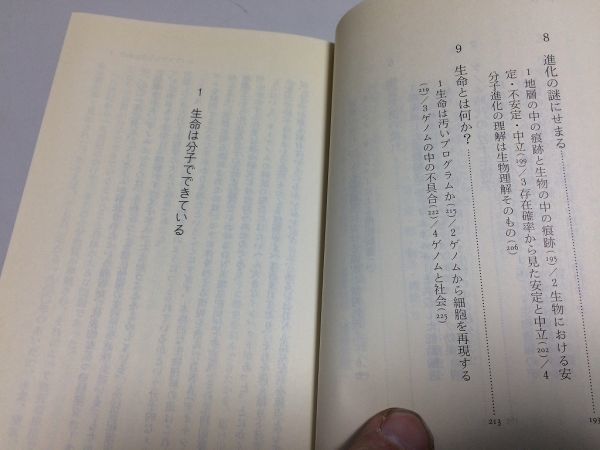 8 進化の謎にせまる……………193
1 地層の中の痕跡と生物の中の痕跡(195)/2 生物における安
定・不安定・中立(199)/3 存在確率から見た安定と中立(202)/4
分子進化の理解は生物理解そのもの(206)
9 生命とは何か?……………213
1 生命は汚いプログラムか(215)/2 ゲノムから細胞を再現する
(219)/3 ゲノムの中の不具合(222)/4 ゲノムと社会(225)
1 生命は分子でできている